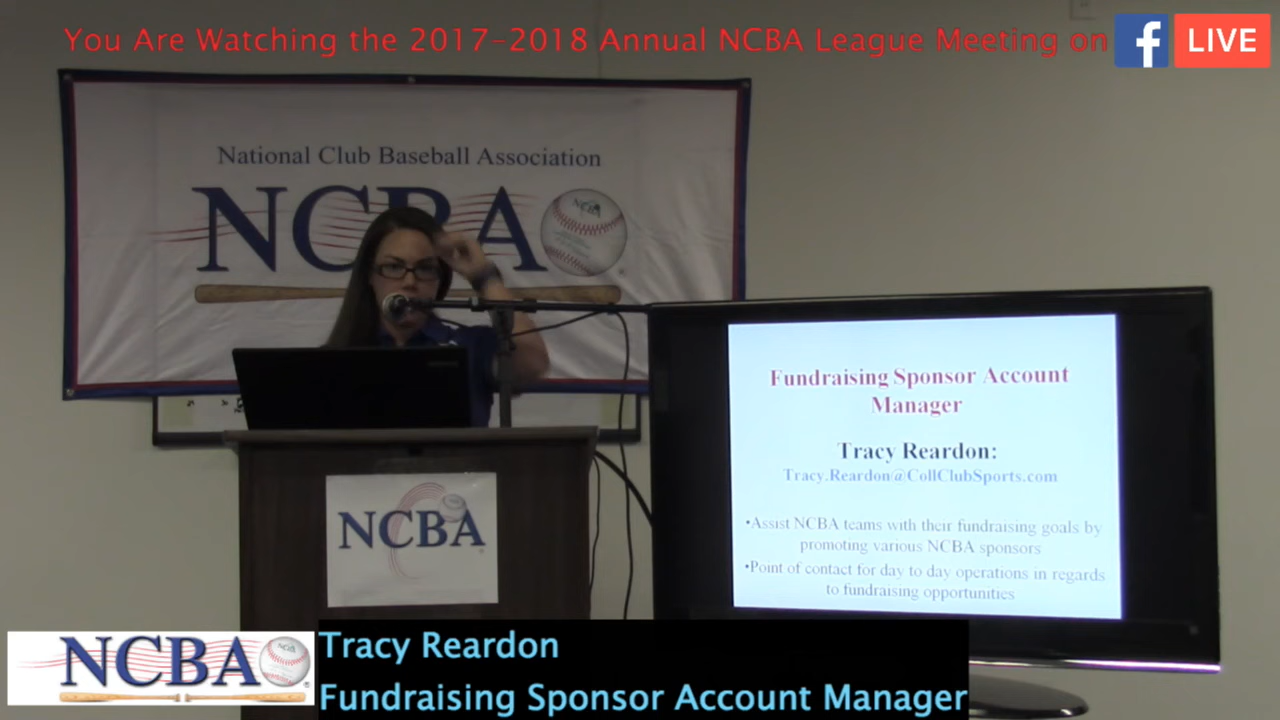 You Are Watching the 2017-2018 Annual NCBA League Meeting on f LIVE
National Club Baseball Association
NCBA
Fundraising Sponsor Account
Manager
Tracy Reardon:
Tracy.Reardon@CollClubSports.com
•Assist NCBA teams with their fundraising goals by
promoting various NCBA sponsors
•Point of contact for day to day operations in regards
to fundraising opportunities
NCBA
NCBA
Tracy Reardon
Fundraising Sponsor Account Manager